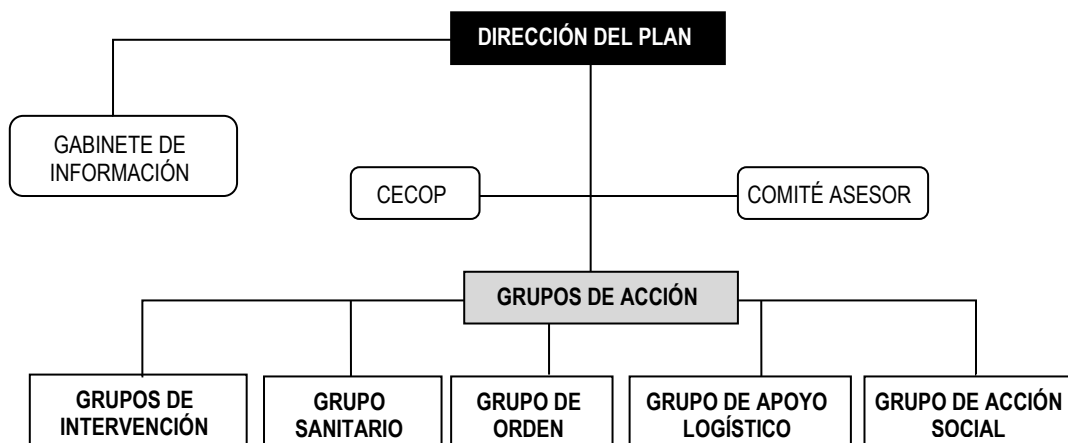 DIRECCIÓN DEL PLAN
GABINETE DE
INFORMACIÓN
CECOP
COMITÉ ASESOR
GRUPOS DE ACCIÓN
GRUPOS DE
INTERVENCIÓN
GRUPO
SANITARIO
GRUPO DE
ORDEN
GRUPO DE APOYO
LOGÍSTICO
GRUPO DE ACCIÓN
SOCIAL